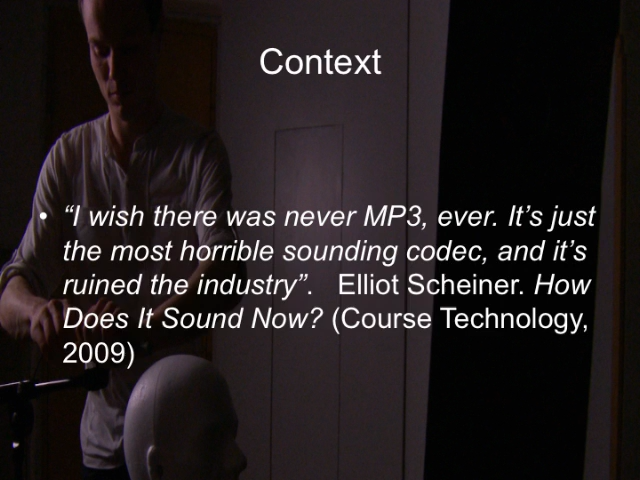 Context
• “I wish there was never MP3, ever. It’s just
the most horrible sounding codec, and it’s
ruined the industry”.   Elliot Scheiner. How
Does It Sound Now? (Course Technology,
2009)